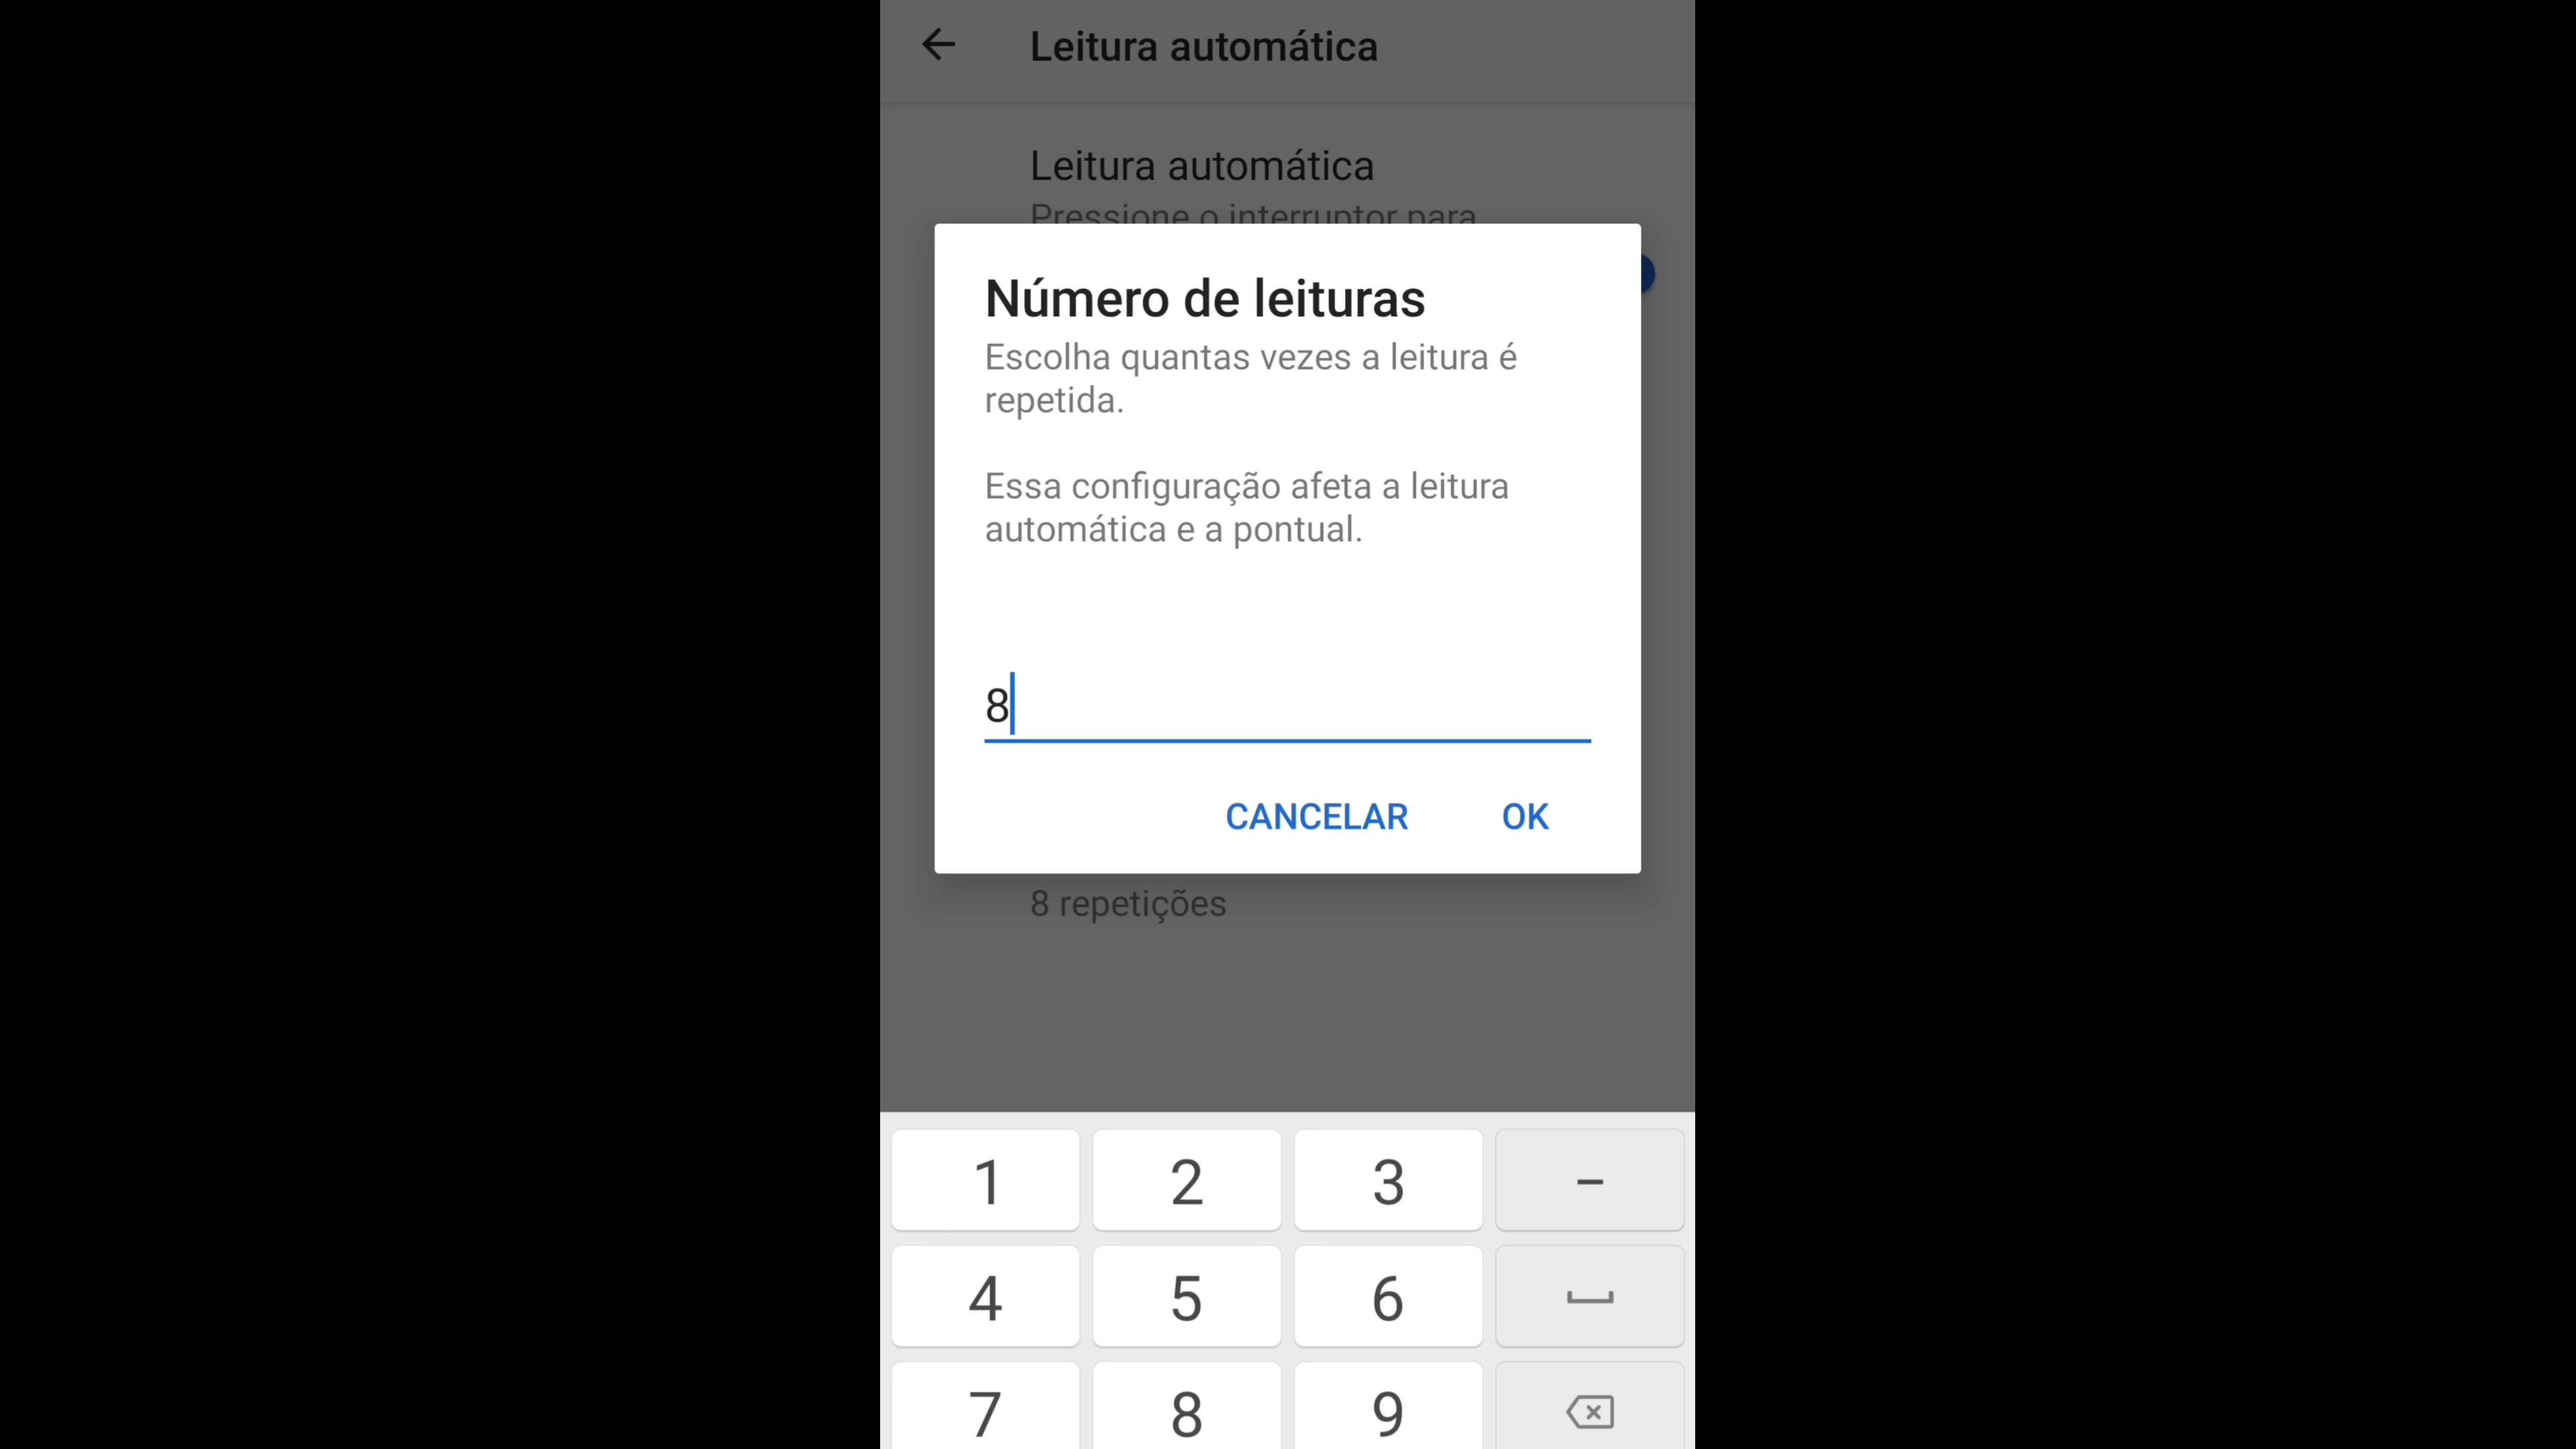 Leitura automática
Leitura automática
Pressione o interruptor para
Número de leituras
Escolha quantas vezes a leitura é
repetida.
Essa configuração afeta a leitura
automática e a pontual.
8
CANCELAR OK
8 repetições
1 2 3 –
4 5 6
7 8 9